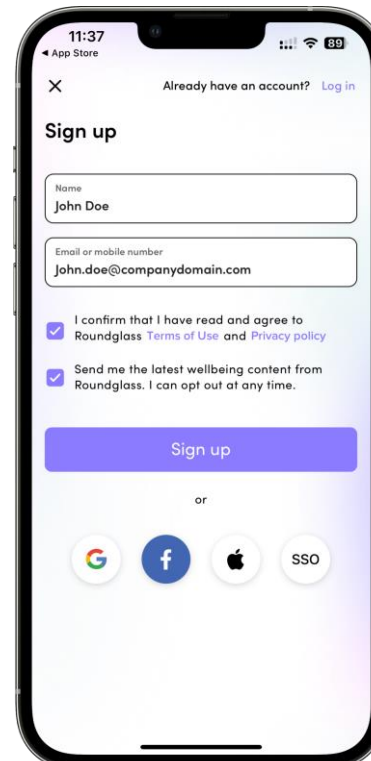 11:37
89
◀ App Store
Already have an account? Log in
Sign up
Name
John Doe
Email or mobile number
John.doe@companydomain.com
I confirm that I have read and agree to
Roundglass Terms of Use and Privacy policy
Send me the latest wellbeing content from
Roundglass. I can opt out at any time.
Sign up
or
G
f
SSO